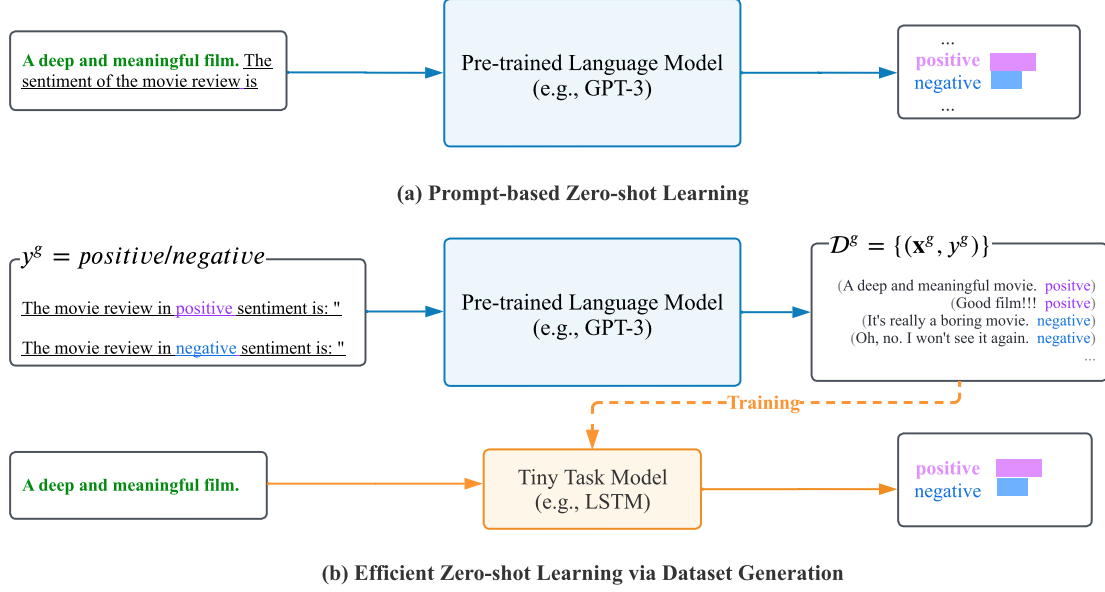 A deep and meaningful film. The
sentiment of the movie review is
Pre-trained Language Model
(e.g., GPT-3)
...
positive
negative
...
(a) Prompt-based Zero-shot Learning
y^g = positive/negative
The movie review in positive sentiment is: "
The movie review in negative sentiment is: "
Pre-trained Language Model
(e.g., GPT-3)
𝒟^g = {(x^g, y^g)}
(A deep and meaningful movie. positve)
(Good film!!! positve)
(It's really a boring movie. negative)
(Oh, no. I won't see it again. negative)
...
Training
A deep and meaningful film.
Tiny Task Model
(e.g., LSTM)
positive
negative
(b) Efficient Zero-shot Learning via Dataset Generation